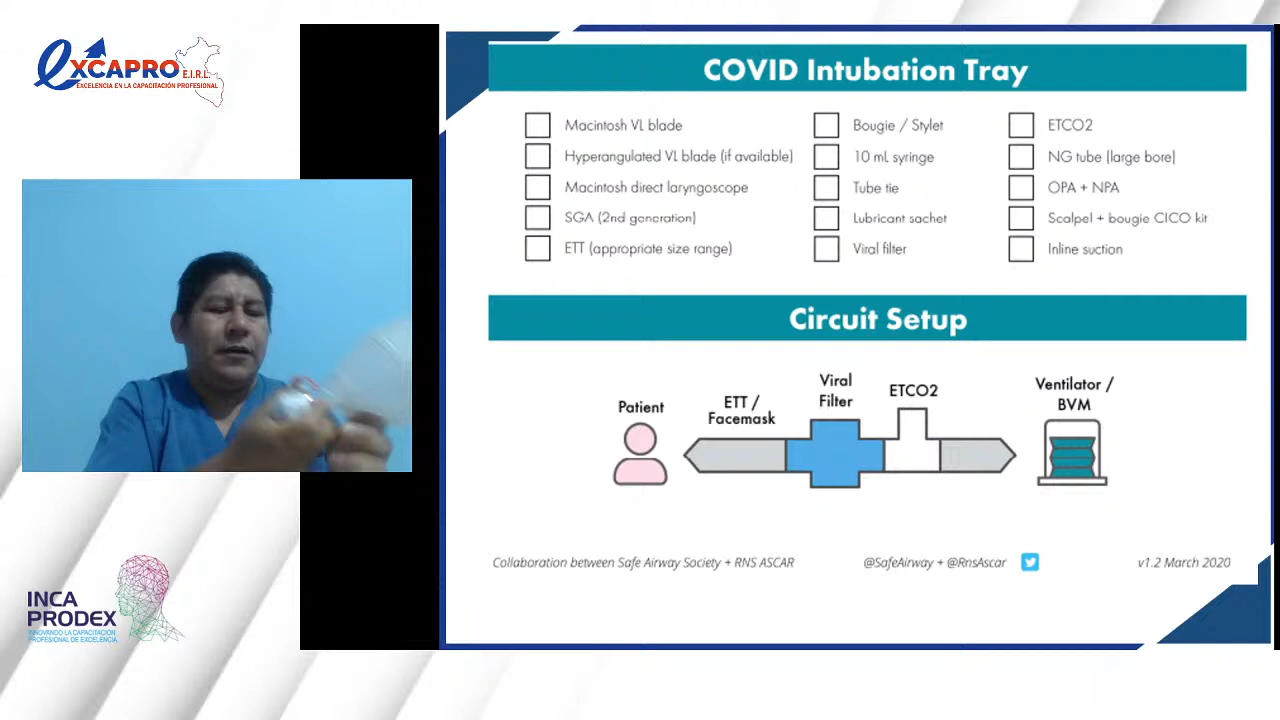 exCAPRO E.I.R.L.
EXCELENCIA EN LA CAPACITACIÓN PROFESIONAL
COVID Intubation Tray
Macintosh VL blade
Hyperangulated VL blade (if available)
Macintosh direct laryngoscope
SGA (2nd generation)
ETT (appropriate size range)
Bougie / Stylet
10 mL syringe
Tube tie
Lubricant sachet
Viral filter
ETCO2
NG tube (large bore)
OPA + NPA
Scalpel + bougie CICO kit
Inline suction
Circuit Setup
Patient
ETT /
Facemask
Viral
Filter
ETCO2
Ventilator /
BVM
Collaboration between Safe Airway Society + RNS ASCAR
@SafeAirway + @RnsAscar
v1.2 March 2020
INCA
PRODEX
INNOVANDO LA CAPACITACIÓN
PROFESIONAL DE EXCELENCIA